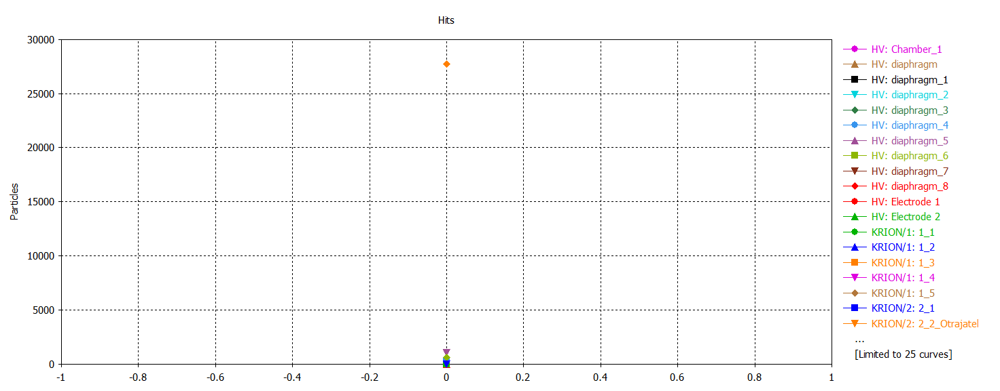 Hits
30000
25000
20000
15000
10000
5000
0
Particles
-1 -0.8 -0.6 -0.4 -0.2 0 0.2 0.4 0.6 0.8 1
HV: Chamber_1
HV: diaphragm
HV: diaphragm_1
HV: diaphragm_2
HV: diaphragm_3
HV: diaphragm_4
HV: diaphragm_5
HV: diaphragm_6
HV: diaphragm_7
HV: diaphragm_8
HV: Electrode 1
HV: Electrode 2
KRION/1: 1_1
KRION/1: 1_2
KRION/1: 1_3
KRION/1: 1_4
KRION/1: 1_5
KRION/2: 2_1
KRION/2: 2_2_Otrajatel
...
[Limited to 25 curves]